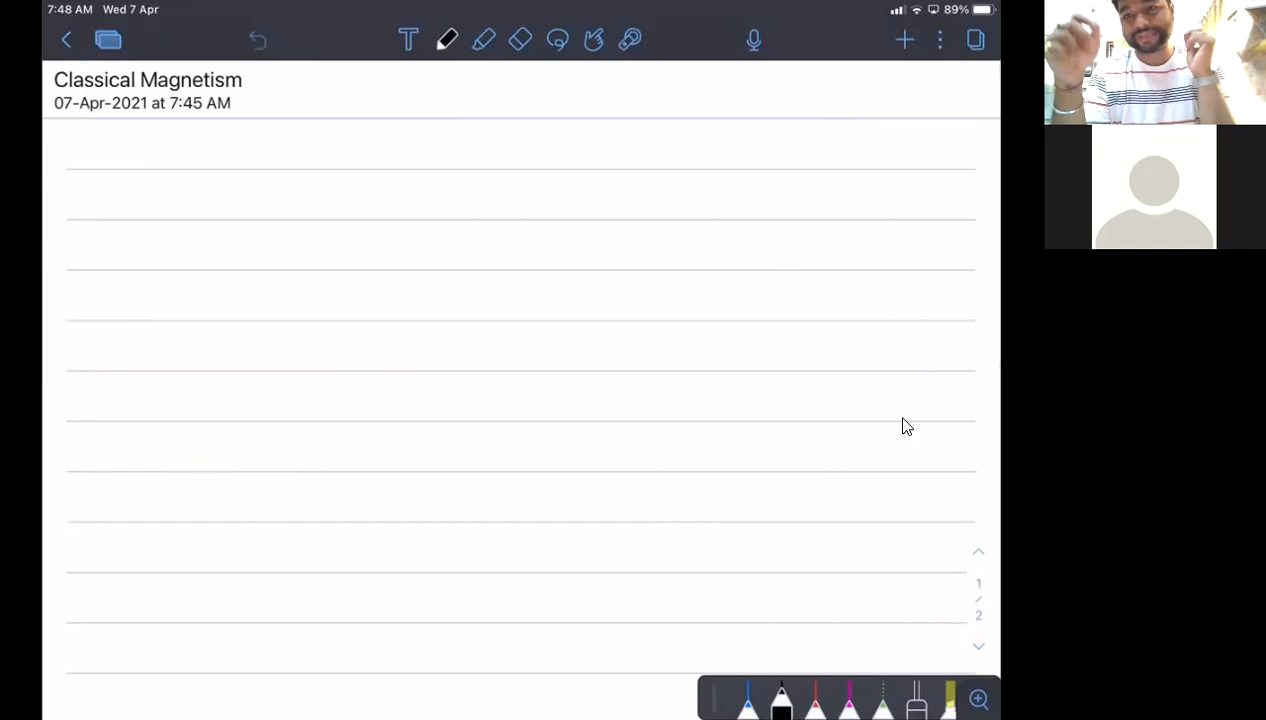 7:48 AM Wed 7 Apr
89%
T
Classical Magnetism
07-Apr-2021 at 7:45 AM
1
/
2